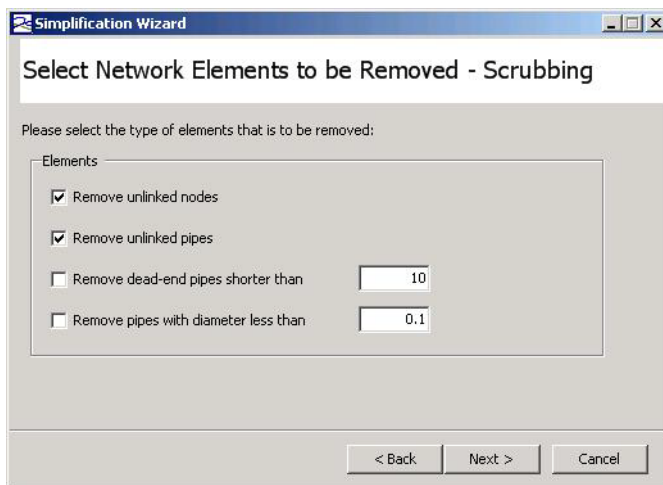 Simplification Wizard
Select Network Elements to be Removed - Scrubbing
Please select the type of elements that is to be removed:
Elements
Remove unlinked nodes
Remove unlinked pipes
Remove dead-end pipes shorter than 10
Remove pipes with diameter less than 0.1
< Back Next > Cancel